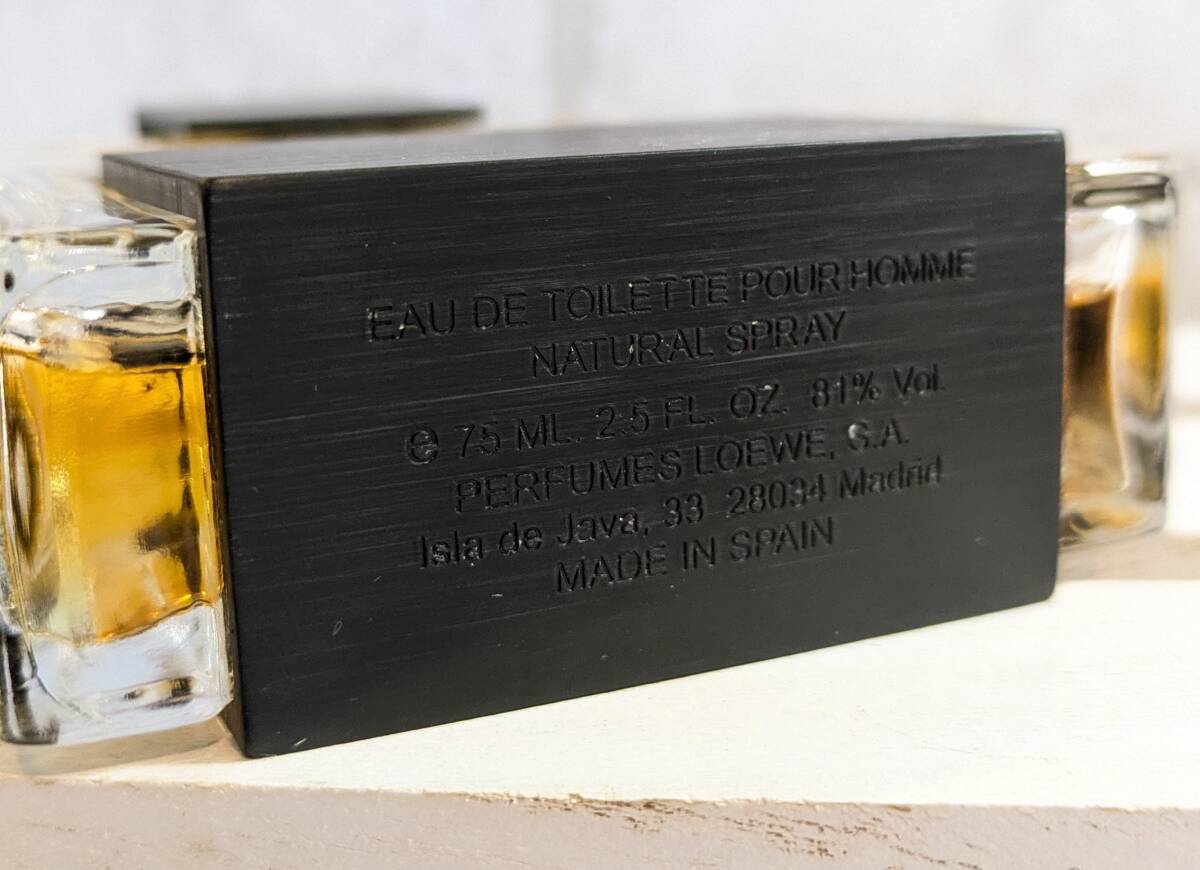 EAU DE TOILETTE POUR HOMME
NATURAL SPRAY
℮ 75 ML. 2.5 FL. OZ. 81% Vol.
PERFUMES LOEWE, S.A.
Isla de Java, 33 28034 Madrid
MADE IN SPAIN